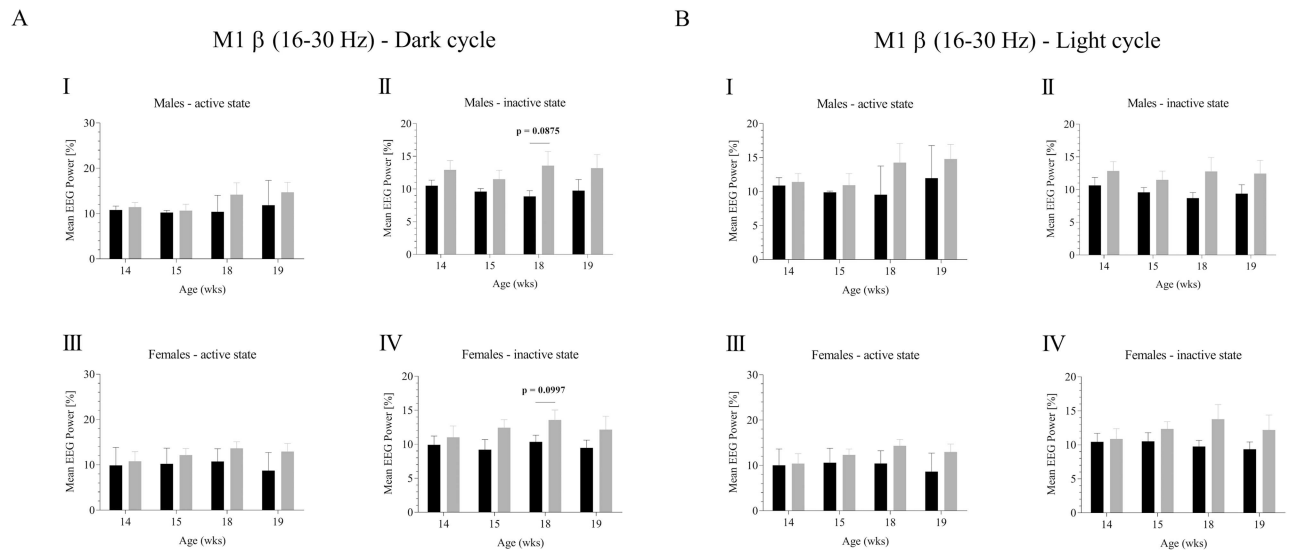 A
M1 β (16-30 Hz) - Dark cycle
I
Males - active state
Mean EEG Power [%]
30
20
10
0
14 15 18 19
Age (wks)
II
Males - inactive state
Mean EEG Power [%]
20
15
10
5
0
p = 0.0875
14 15 18 19
Age (wks)
III
Females - active state
Mean EEG Power [%]
30
20
10
0
14 15 18 19
Age (wks)
IV
Females - inactive state
Mean EEG Power [%]
20
15
10
5
0
p = 0.0997
14 15 18 19
Age (wks)
B
M1 β (16-30 Hz) - Light cycle
I
Males - active state
Mean EEG Power [%]
20
15
10
5
0
14 15 18 19
Age (wks)
II
Males - inactive state
Mean EEG Power [%]
20
15
10
5
0
14 15 18 19
Age (wks)
III
Females - active state
Mean EEG Power [%]
30
20
10
0
14 15 18 19
Age (wks)
IV
Females - inactive state
Mean EEG Power [%]
20
15
10
5
0
14 15 18 19
Age (wks)